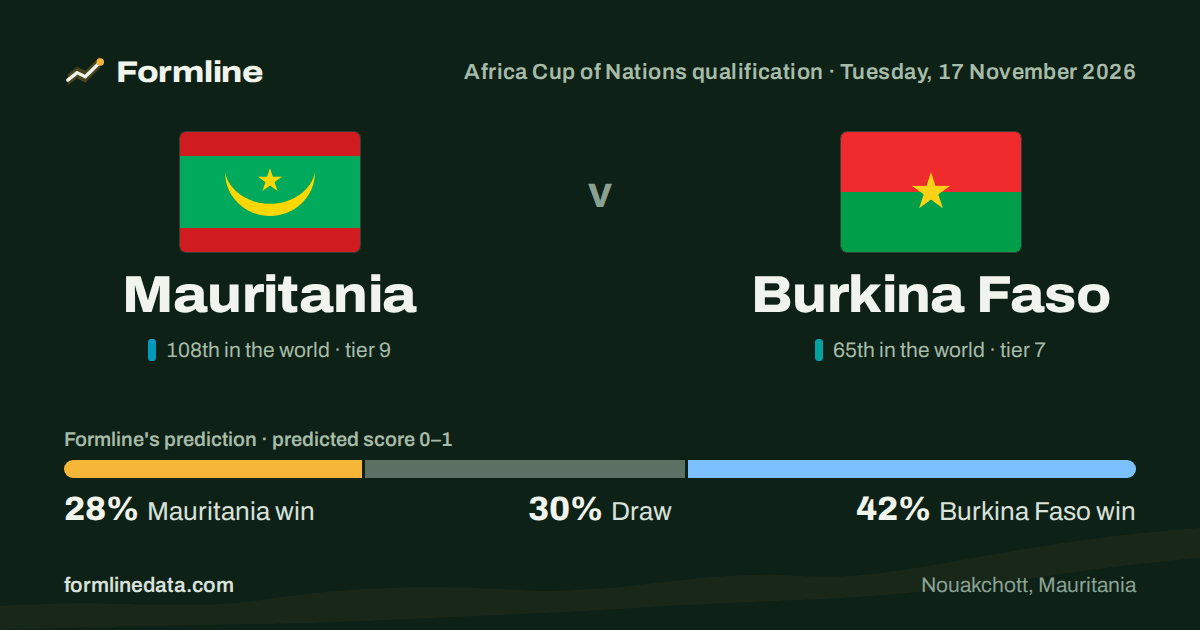 Formline
Africa Cup of Nations qualification · Tuesday, 17 November 2026
v
Mauritania
Burkina Faso
108th in the world · tier 9
65th in the world · tier 7
Formline's prediction · predicted score 0–1
28% Mauritania win
30% Draw
42% Burkina Faso win
formlinedata.com
Nouakchott, Mauritania